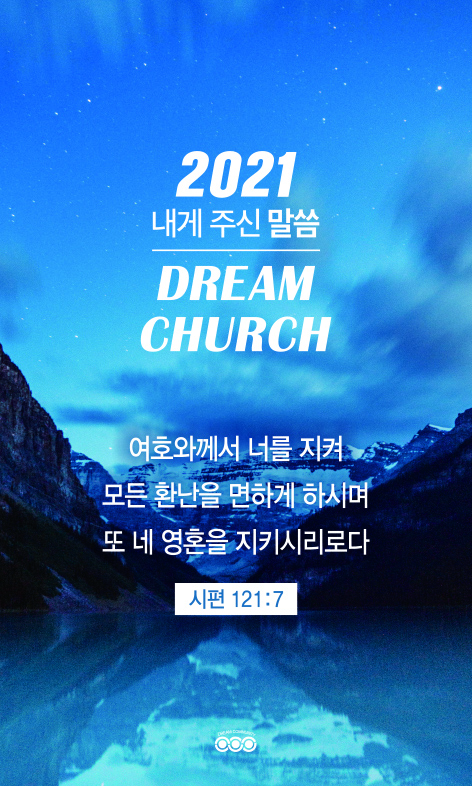 2021
내게 주신 말씀
DREAM
CHURCH
여호와께서 너를 지켜
모든 환난을 면하게 하시며
또 네 영혼을 지키시리로다
시편 121:7